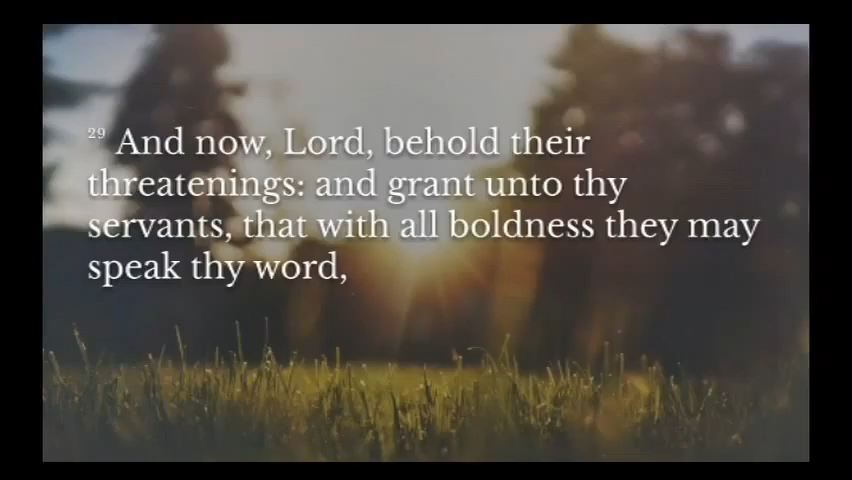 29 And now, Lord, behold their
threatenings: and grant unto thy
servants, that with all boldness they may
speak thy word,